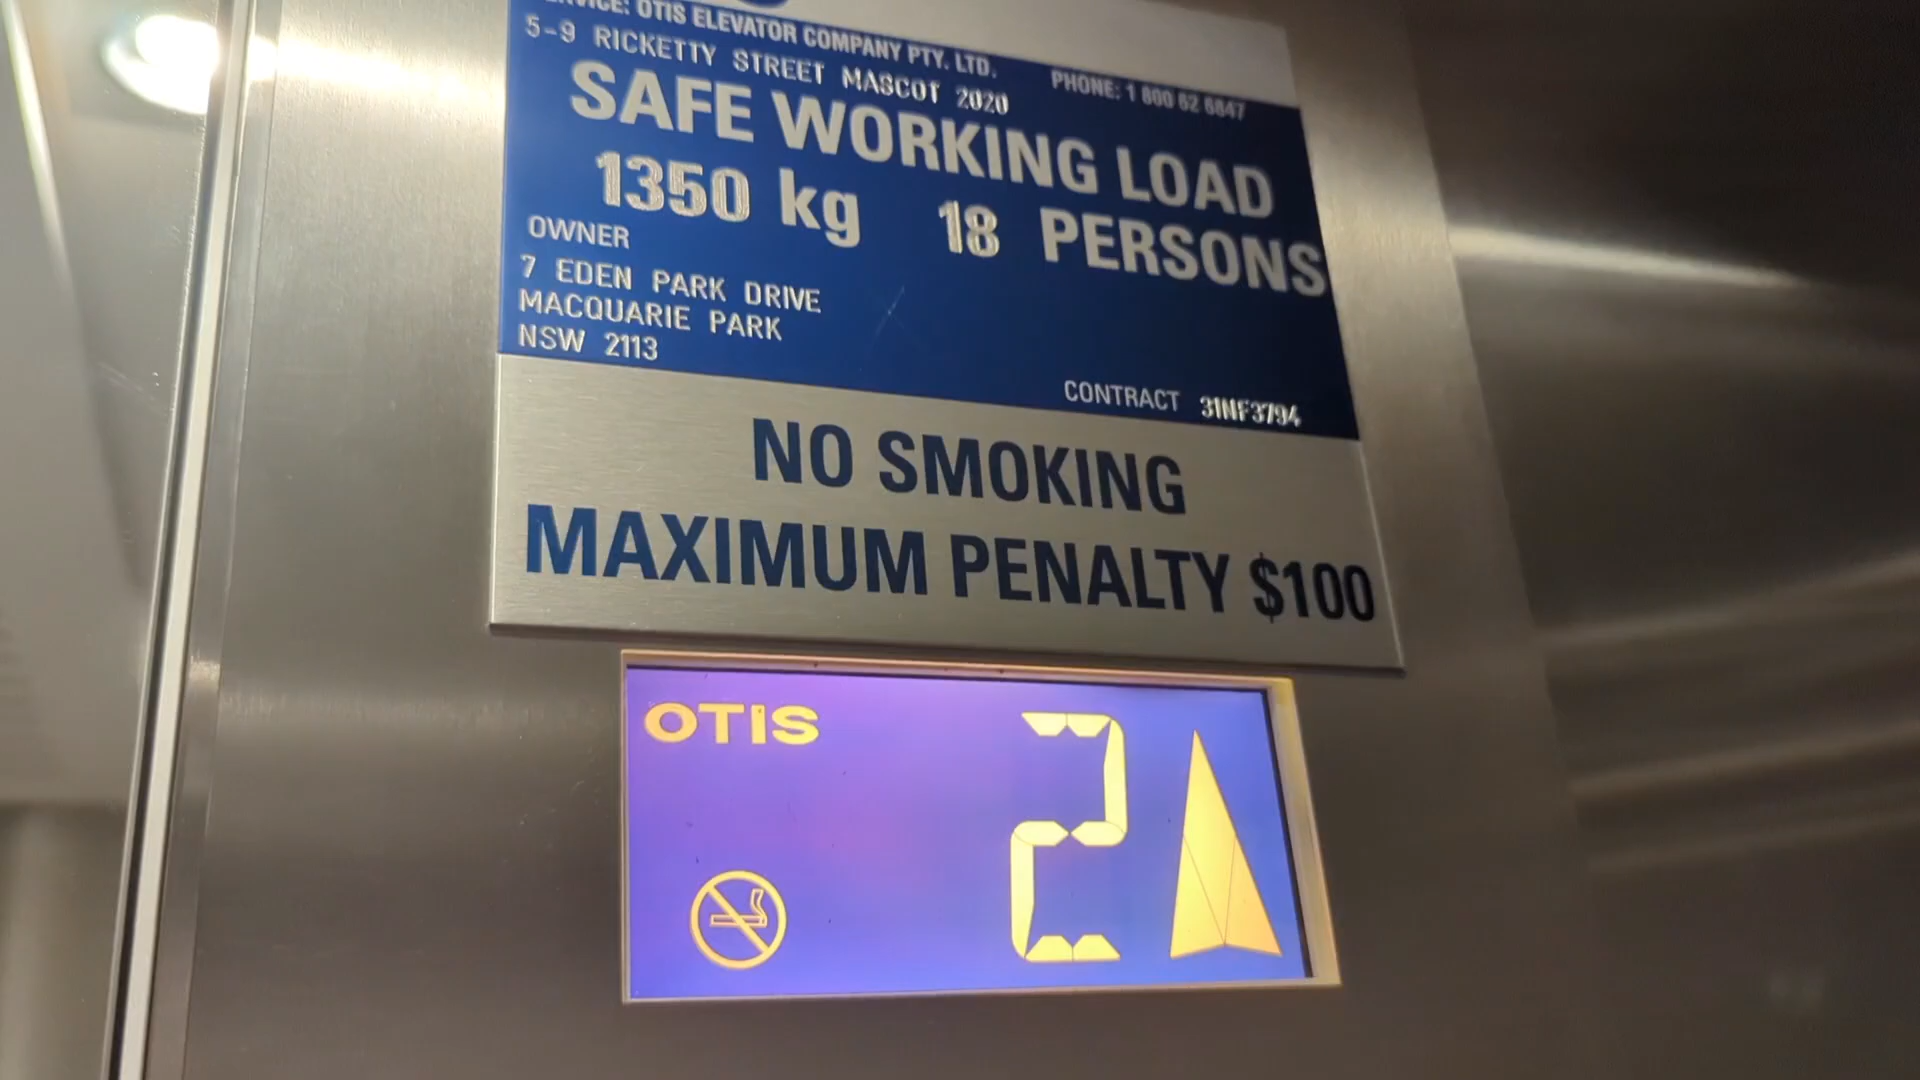 SERVICE: OTIS ELEVATOR COMPANY PTY. LTD.
5-9 RICKETTY STREET MASCOT 2020
PHONE: 1 800 62 6847
SAFE WORKING LOAD
1350 kg 18 PERSONS
OWNER
7 EDEN PARK DRIVE
MACQUARIE PARK
NSW 2113
CONTRACT 31NF3794
NO SMOKING
MAXIMUM PENALTY $100
OTIS
2